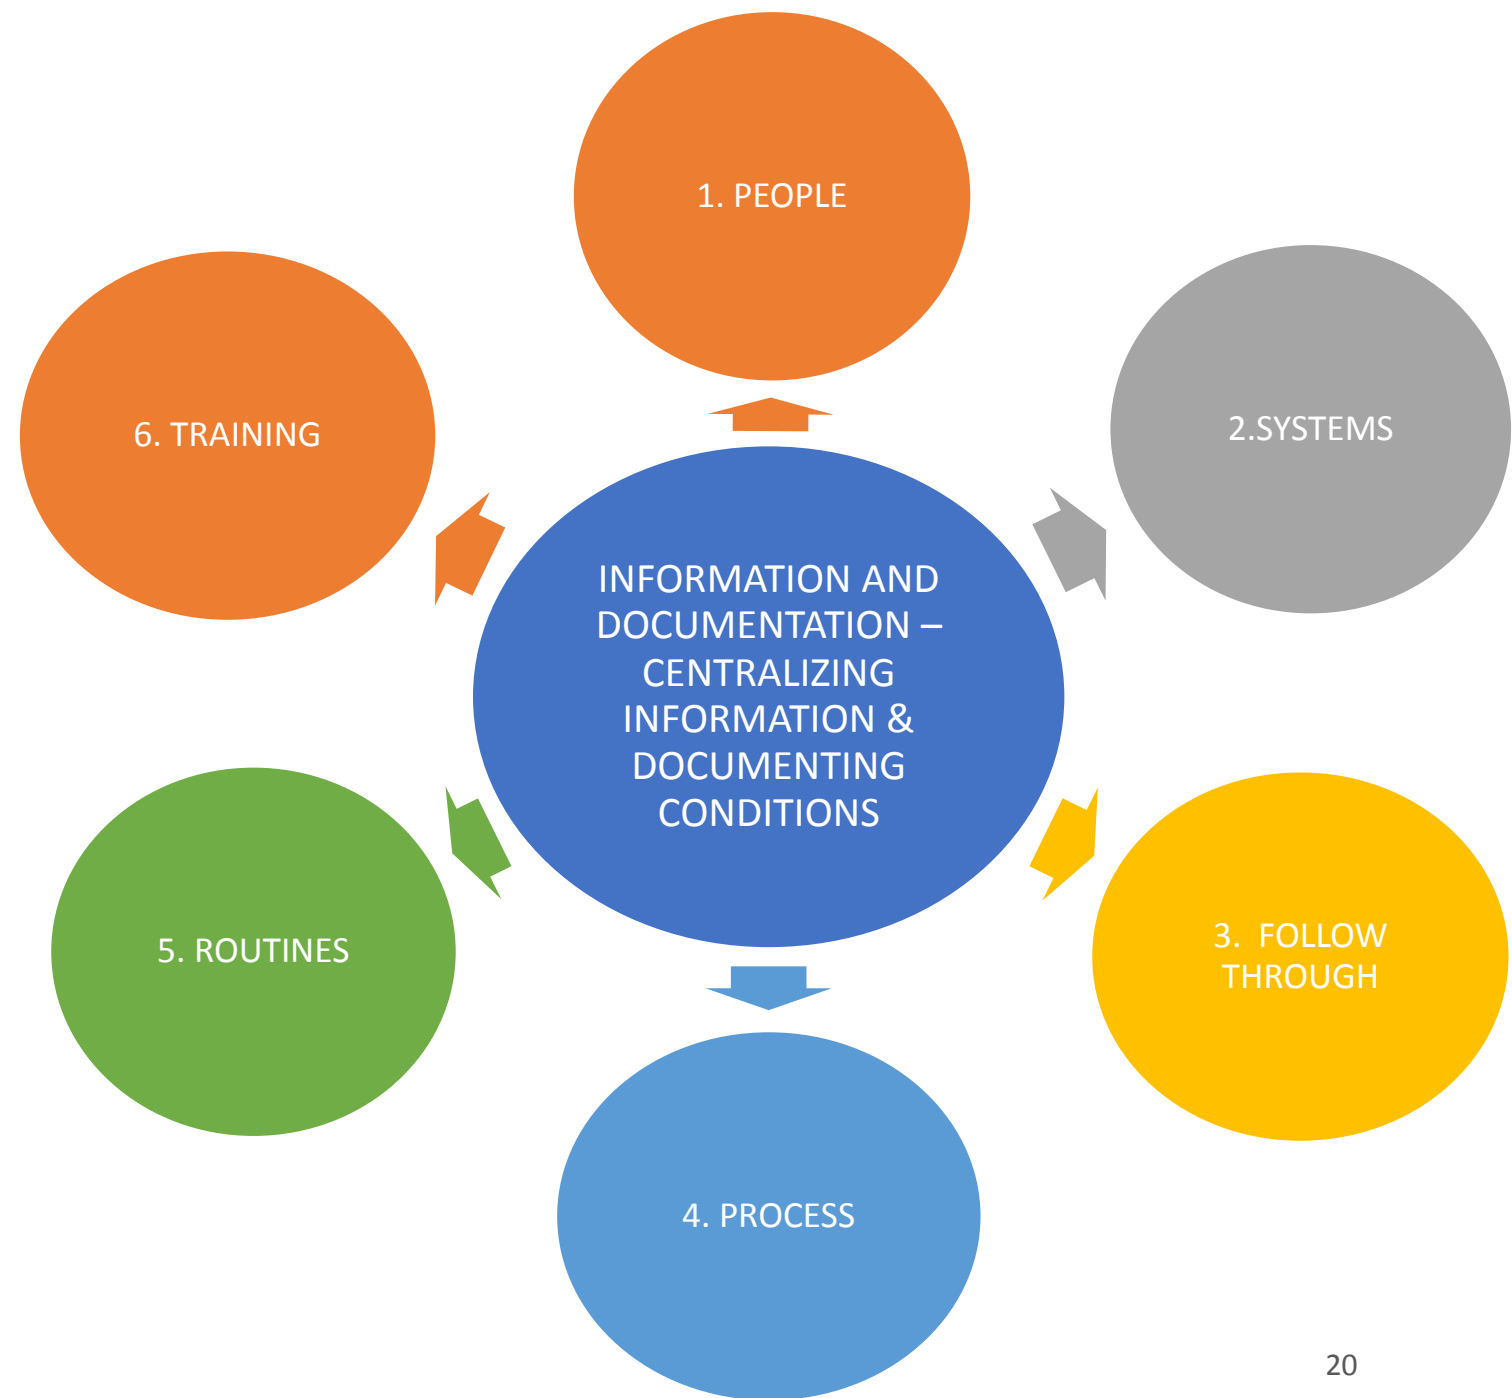 1. PEOPLE
2.SYSTEMS
3.  FOLLOW
THROUGH
4. PROCESS
5. ROUTINES
6. TRAINING
INFORMATION AND
DOCUMENTATION –
CENTRALIZING
INFORMATION &
DOCUMENTING
CONDITIONS
20